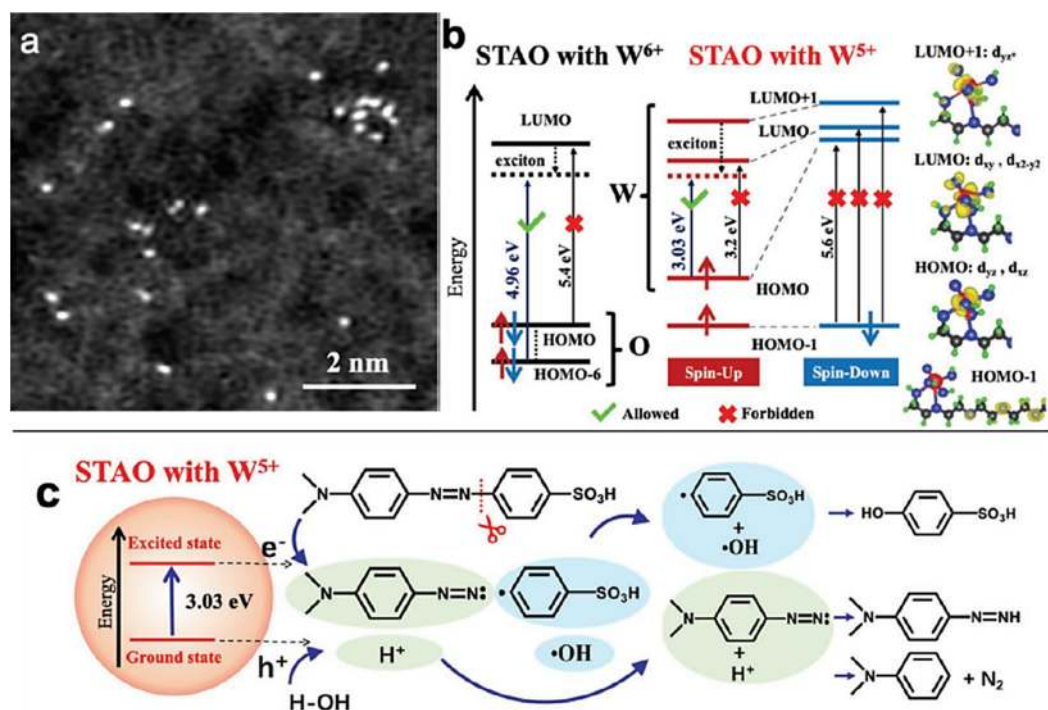 a
2 nm
b
STAO with W⁶⁺
STAO with W⁵⁺
Energy
LUMO
exciton
4.96 eV
5.4 eV
HOMO
HOMO-6
O
W
LUMO+1
LUMO
exciton
3.03 eV
3.2 eV
5.6 eV
HOMO
HOMO-1
Spin-Up
Spin-Down
Allowed
Forbidden
LUMO+1: dyz*
LUMO: dxy , dx2-y2
HOMO: dyz , dxz
HOMO-1
c
STAO with W⁵⁺
Energy
Excited state
3.03 eV
Ground state
e⁻
h⁺
H-OH
N
N=N
SO₃H
N
N=N:
SO₃H
H⁺
•OH
SO₃H
+
•OH
HO
SO₃H
N
N=N:
+
H⁺
N
N=NH
N
+ N₂